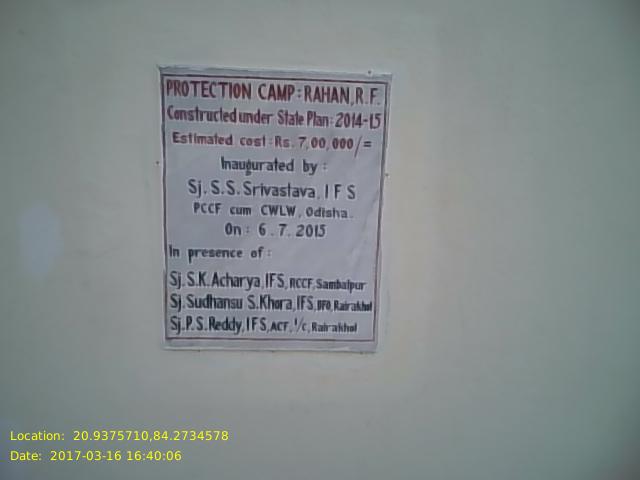 PROTECTION CAMP: RAHAN, R.F.
Constructed under State Plan: 2014-15
Estimated cost: Rs. 7,00,000/=
Inaugurated by :
Sj. S.S. Srivastava, I F S
PCCF cum CWLW, Odisha.
On: 6.7.2015
In presence of :
Sj. S.K. Acharya, IFS, RCCF, Sambalpur
Sj. Sudhansu S. Khora, IFS, DFO, Rairakhol
Sj. P.S. Reddy, IFS, ACF, I/c, Rairakhol
Location: 20.9375710,84.2734578
Date: 2017-03-16 16:40:06